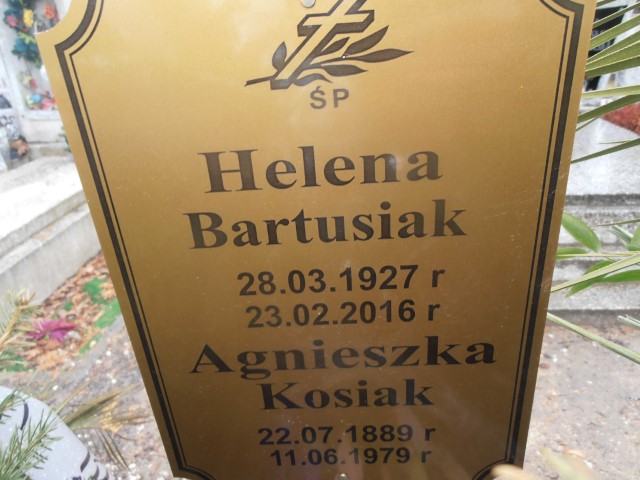 ŚP
Helena
Bartusiak
28.03.1927 r
23.02.2016 r
Agnieszka
Kosiak
22.07.1889 r
11.06.1979 r